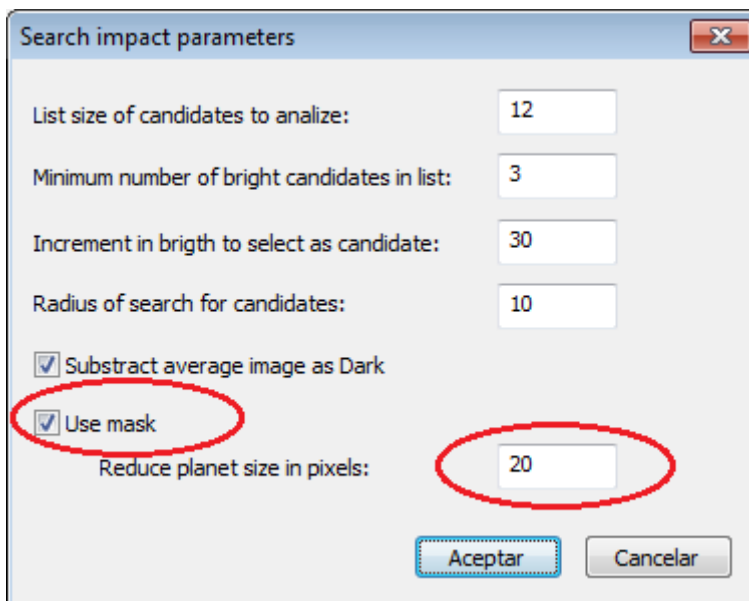 Search impact parameters
List size of candidates to analize: 12
Minimum number of bright candidates in list: 3
Increment in brigth to select as candidate: 30
Radius of search for candidates: 10
Substract average image as Dark
Use mask
Reduce planet size in pixels: 20
Aceptar Cancelar